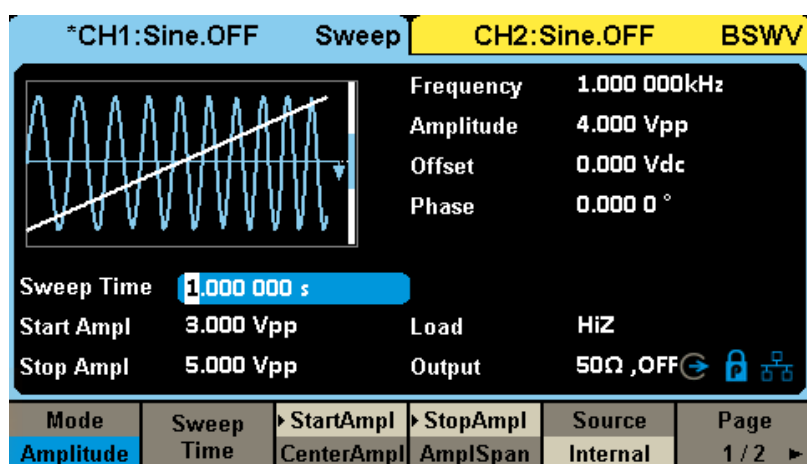 *CH1:Sine.OFF Sweep CH2:Sine.OFF BSWV
Frequency 1.000 000kHz
Amplitude 4.000 Vpp
Offset 0.000 Vdc
Phase 0.000 0 °
Sweep Time 1.000 000 s
Start Ampl 3.000 Vpp Load HiZ
Stop Ampl 5.000 Vpp Output 50Ω ,OFF P
Mode Sweep StartAmpl StopAmpl Source Page
Amplitude Time CenterAmpl AmplSpan Internal 1/2